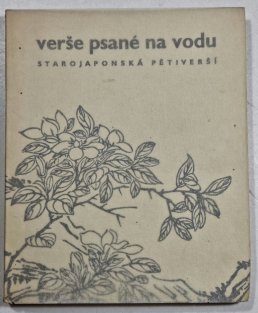 verše psané na vodu
STAROJAPONSKÁ PĚTIVERŠÍ